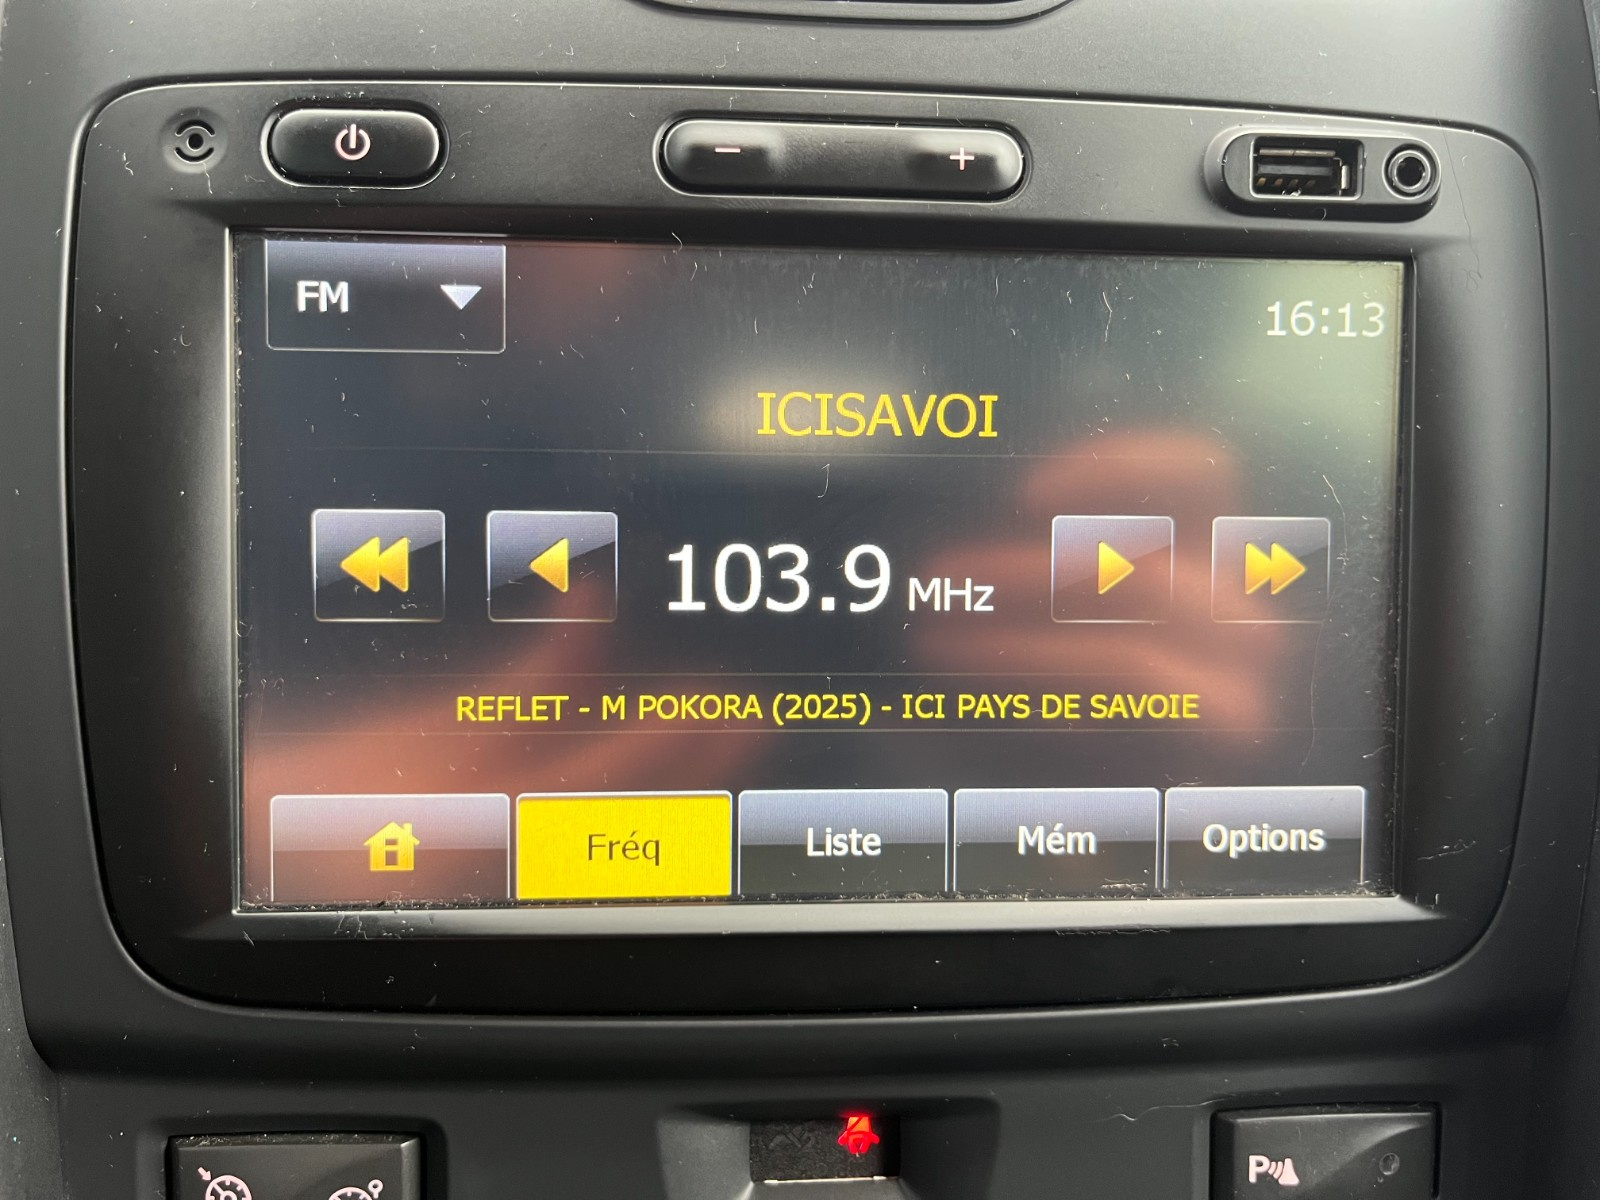 FM
16:13
ICISAVOI
103.9 MHz
REFLET - M POKORA (2025) - ICI PAYS DE SAVOIE
Fréq
Liste
Mém
Options
P